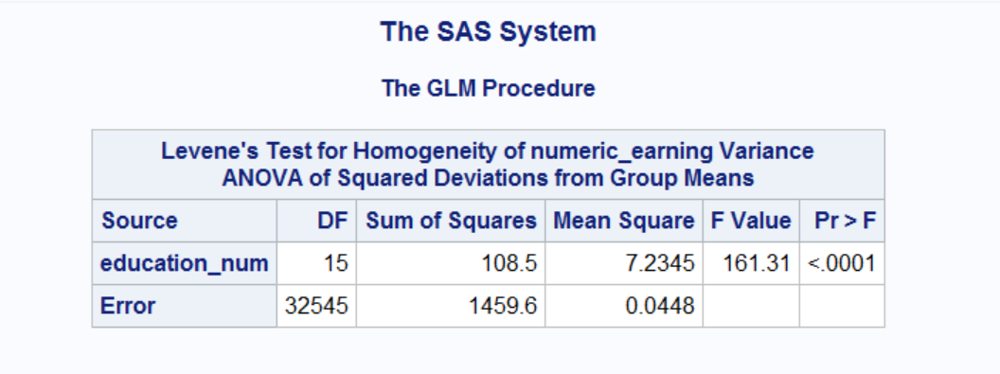 The SAS System
The GLM Procedure
Levene's Test for Homogeneity of numeric_earning Variance
ANOVA of Squared Deviations from Group Means
Source DF Sum of Squares Mean Square F Value Pr > F
education_num 15 108.5 7.2345 161.31 <.0001
Error 32545 1459.6 0.0448